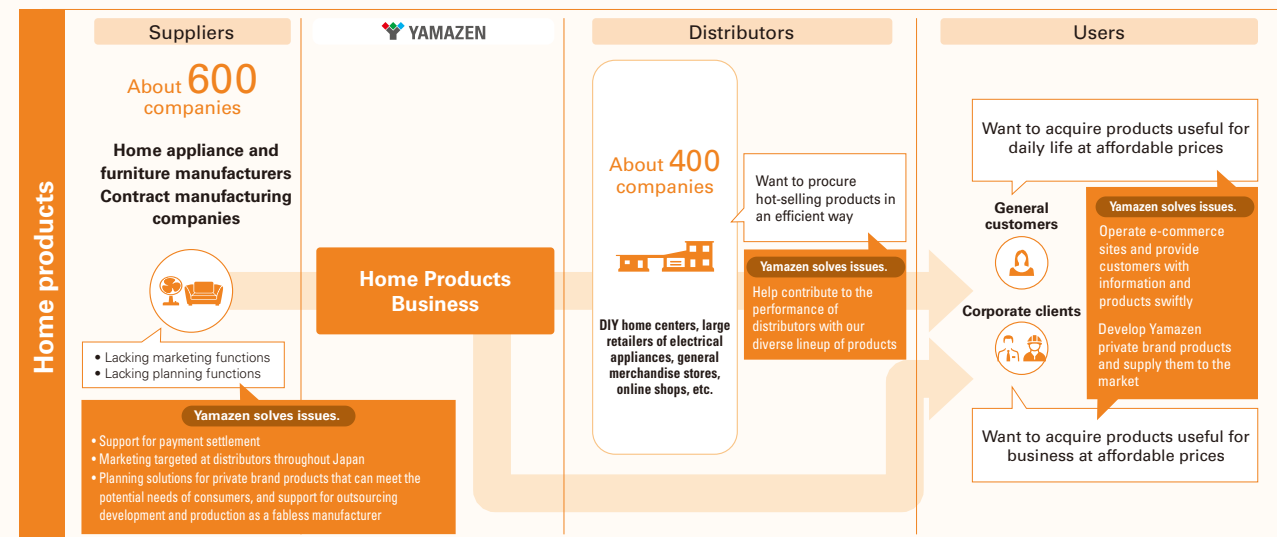 Home products
Suppliers
YAMAZEN
Distributors
Users
About 600
companies
Home appliance and
furniture manufacturers
Contract manufacturing
companies
• Lacking marketing functions
• Lacking planning functions
Yamazen solves issues.
• Support for payment settlement
• Marketing targeted at distributors throughout Japan
• Planning solutions for private brand products that can meet the
potential needs of consumers, and support for outsourcing
development and production as a fabless manufacturer
Home Products
Business
About 400
companies
DIY home centers, large
retailers of electrical
appliances, general
merchandise stores,
online shops, etc.
Want to procure
hot-selling products in
an efficient way
Yamazen solves issues.
Help contribute to the
performance of
distributors with our
diverse lineup of products
Want to acquire products useful for
daily life at affordable prices
General
customers
Corporate clients
Yamazen solves issues.
Operate e-commerce
sites and provide
customers with
information and
products swiftly
Develop Yamazen
private brand products
and supply them to the
market
Want to acquire products useful for
business at affordable prices